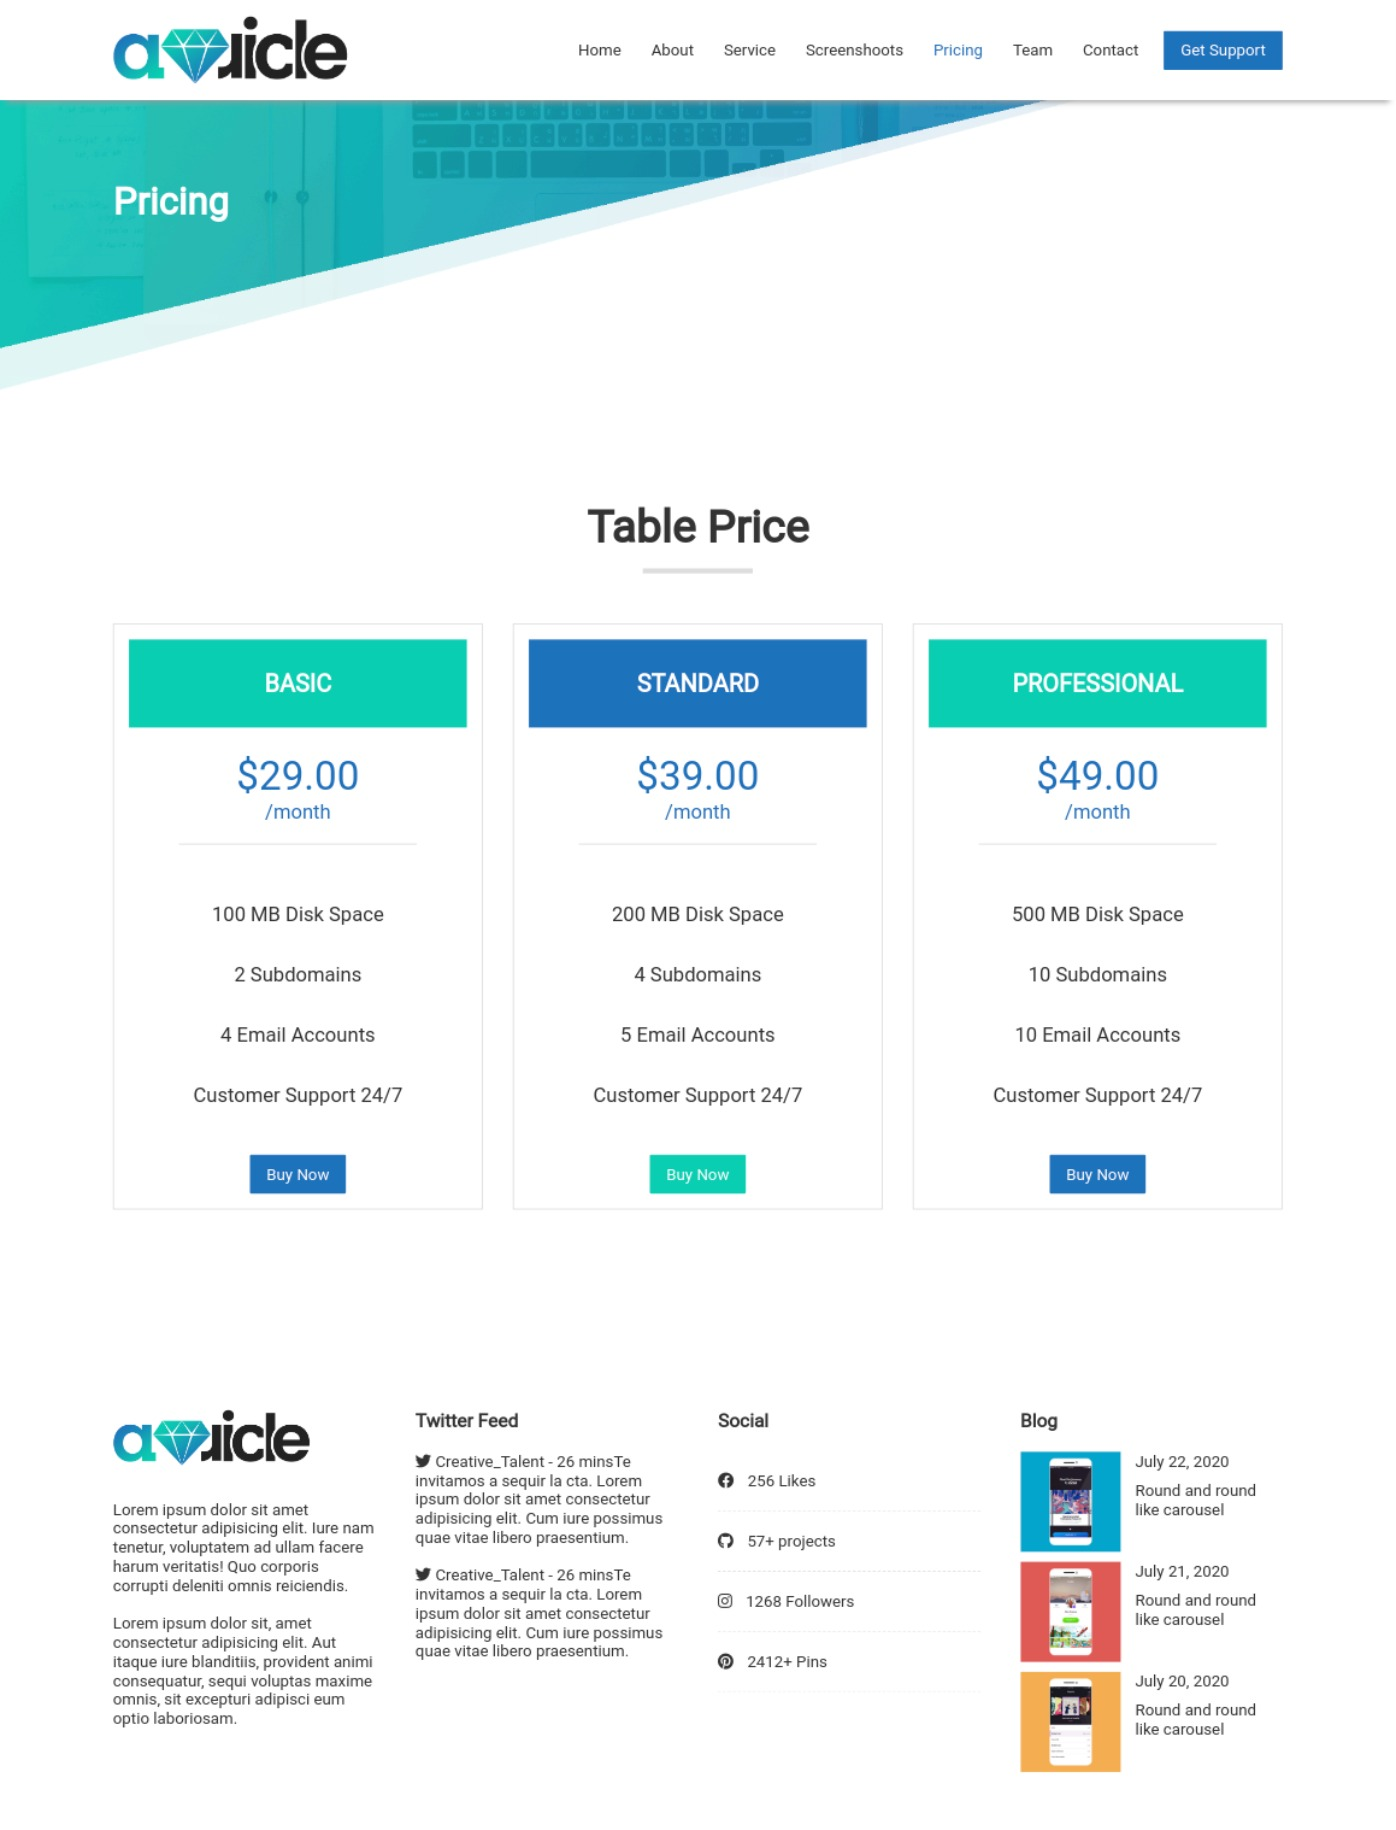 Home About Service Screenshoots Pricing Team Contact Get Support
Pricing
Table Price
BASIC
$29.00
/month
100 MB Disk Space
2 Subdomains
4 Email Accounts
Customer Support 24/7
Buy Now
STANDARD
$39.00
/month
200 MB Disk Space
4 Subdomains
5 Email Accounts
Customer Support 24/7
Buy Now
PROFESSIONAL
$49.00
/month
500 MB Disk Space
10 Subdomains
10 Email Accounts
Customer Support 24/7
Buy Now
Lorem ipsum dolor sit amet
consectetur adipisicing elit. Iure nam
tenetur, voluptatem ad ullam facere
harum veritatis! Quo corporis
corrupti deleniti omnis reiciendis.
Lorem ipsum dolor sit, amet
consectetur adipisicing elit. Aut
itaque iure blanditiis, provident animi
consequatur, sequi voluptas maxime
omnis, sit excepturi adipisci eum
optio laboriosam.
Twitter Feed
Creative_Talent - 26 minsTe
invitamos a sequir la cta. Lorem
ipsum dolor sit amet consectetur
adipisicing elit. Cum iure possimus
quae vitae libero praesentium.
Creative_Talent - 26 minsTe
invitamos a sequir la cta. Lorem
ipsum dolor sit amet consectetur
adipisicing elit. Cum iure possimus
quae vitae libero praesentium.
Social
256 Likes
57+ projects
1268 Followers
2412+ Pins
Blog
July 22, 2020
Round and round
like carousel
July 21, 2020
Round and round
like carousel
July 20, 2020
Round and round
like carousel